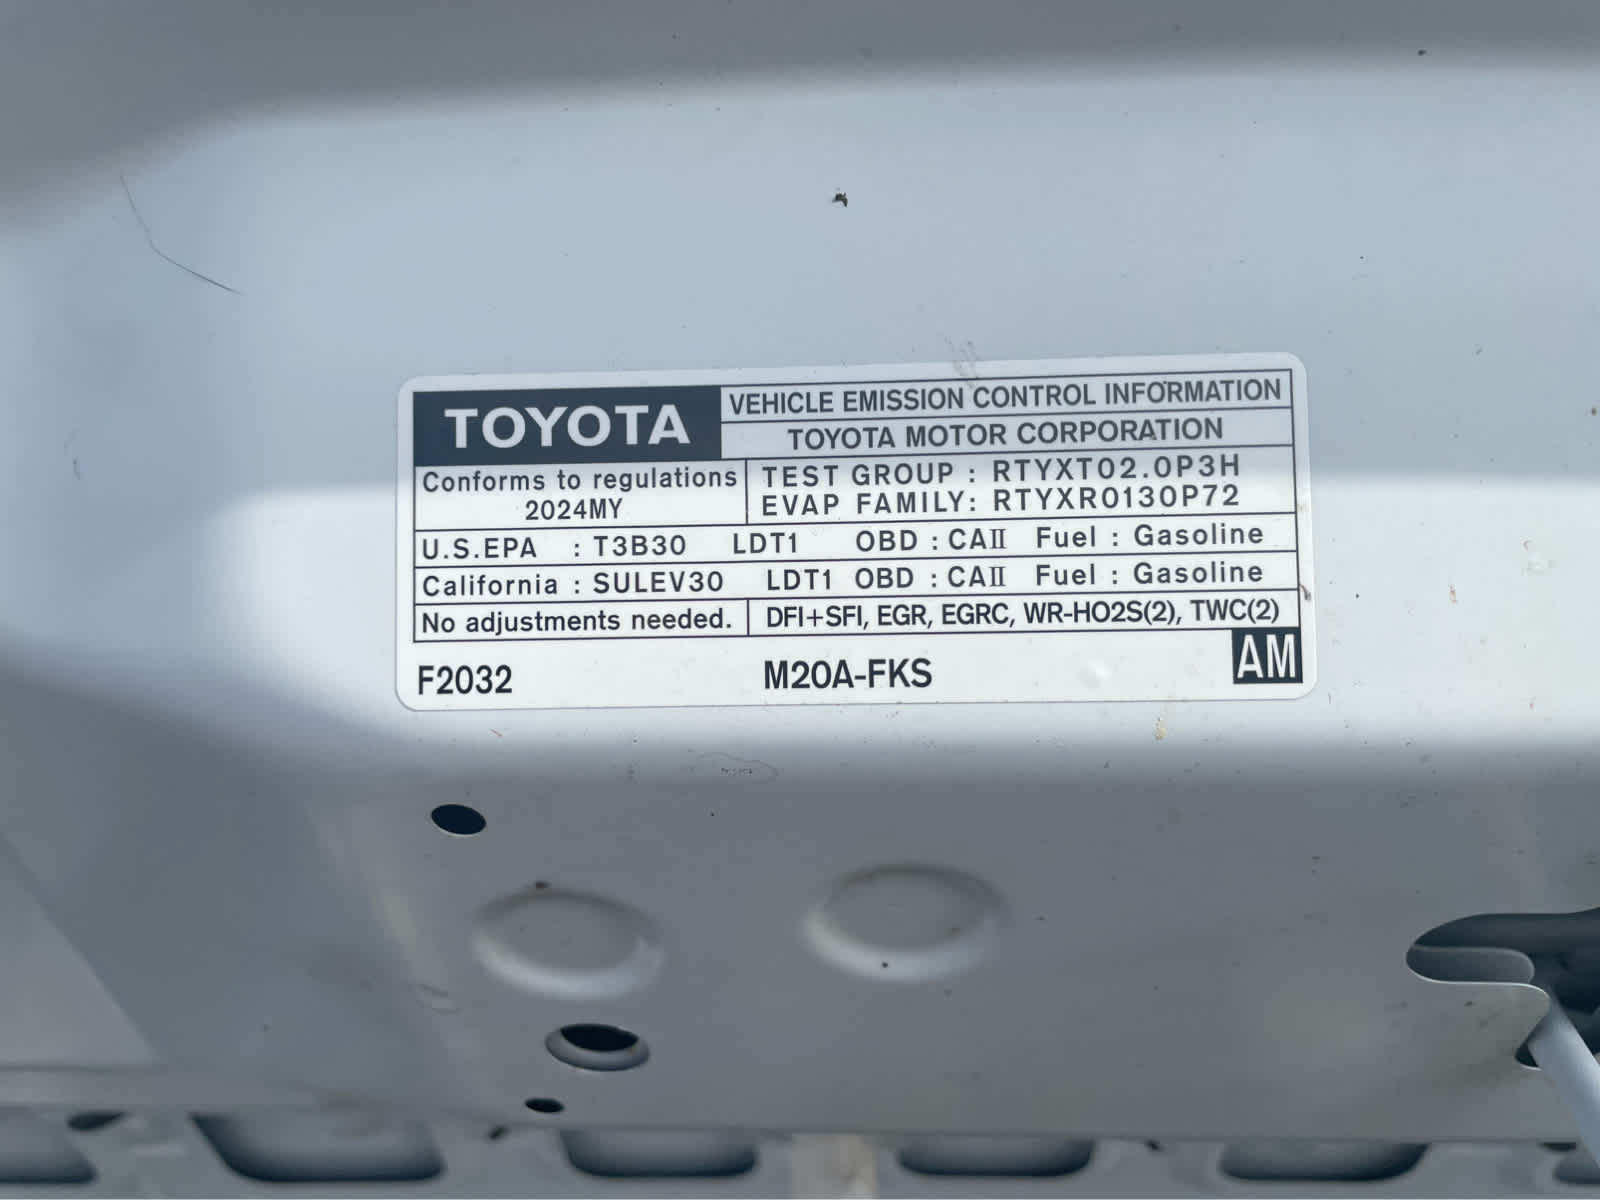 TOYOTA
VEHICLE EMISSION CONTROL INFORMATION
TOYOTA MOTOR CORPORATION
Conforms to regulations
2024MY
TEST GROUP : RTYXT02.0P3H
EVAP FAMILY: RTYXR0130P72
U.S.EPA : T3B30 LDT1 OBD : CAⅡ Fuel : Gasoline
California : SULEV30 LDT1 OBD : CAⅡ Fuel : Gasoline
No adjustments needed. DFI+SFI, EGR, EGRC, WR-HO2S(2), TWC(2)
F2032 M20A-FKS AM